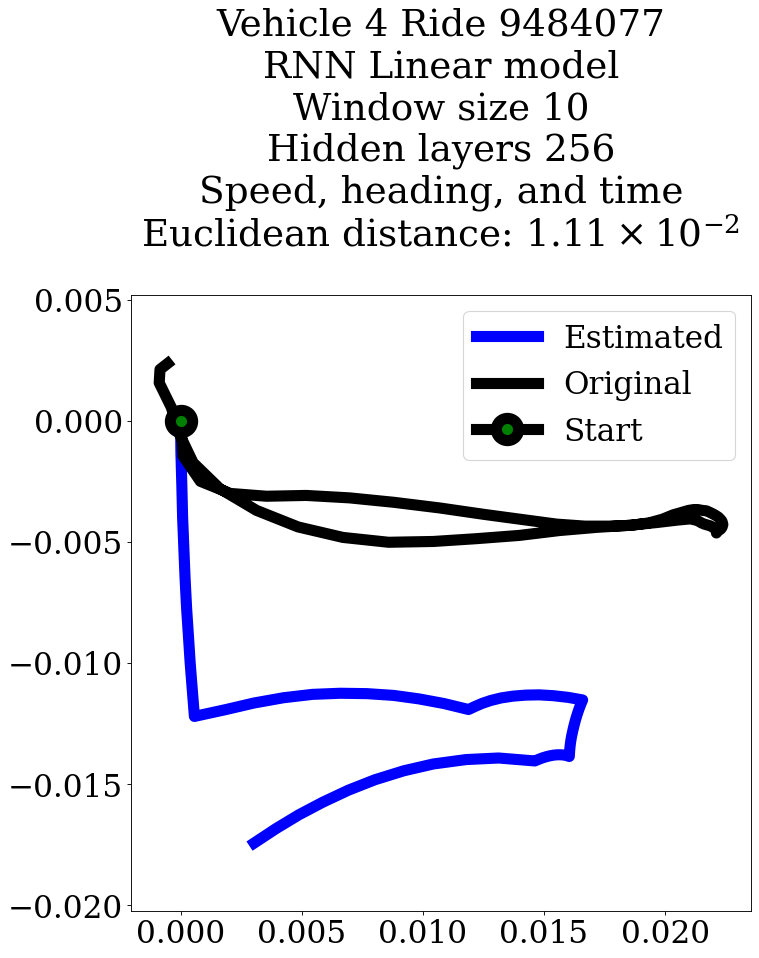 Vehicle 4 Ride 9484077
RNN Linear model
Window size 10
Hidden layers 256
Speed, heading, and time
Euclidean distance: 1.11 × 10⁻²
Estimated
Original
Start
0.005
0.000
−0.005
−0.010
−0.015
−0.020
0.000 0.005 0.010 0.015 0.020